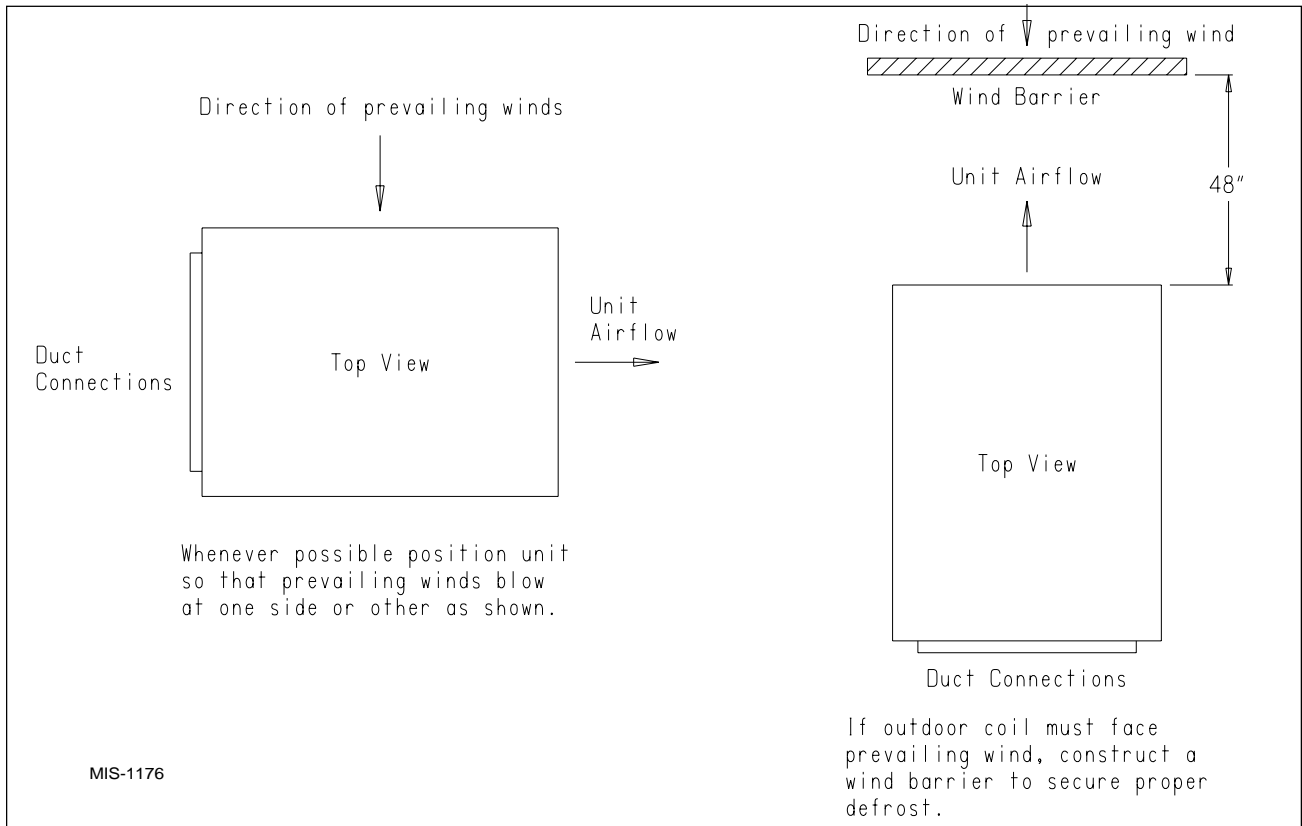 Direction of prevailing winds
Duct
Connections
Top View
Unit
Airflow
Whenever possible position unit
so that prevailing winds blow
at one side or other as shown.
MIS-1176
Direction of prevailing wind
Wind Barrier
Unit Airflow
48"
Top View
Duct Connections
If outdoor coil must face
prevailing wind, construct a
wind barrier to secure proper
defrost.